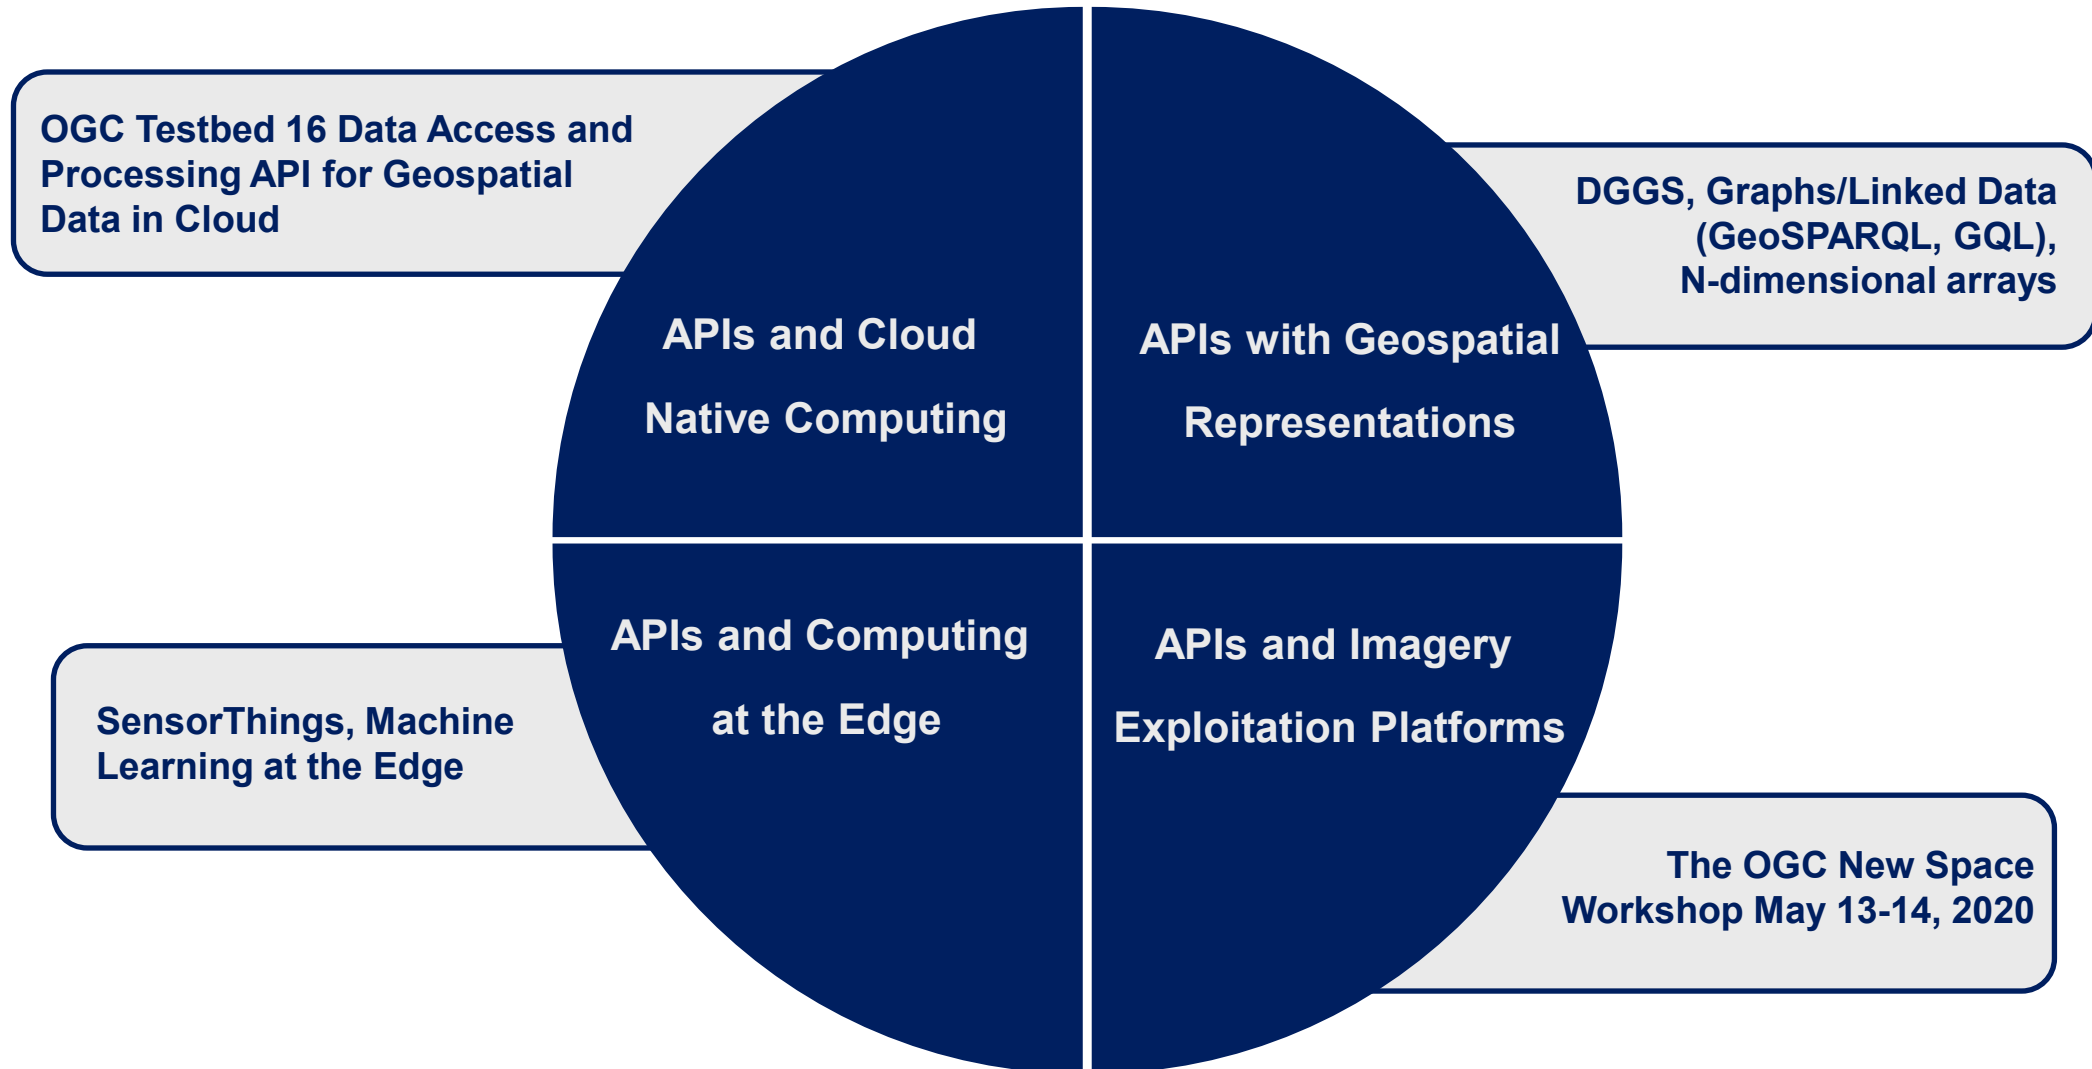 OGC Testbed 16 Data Access and
Processing API for Geospatial
Data in Cloud
DGGS, Graphs/Linked Data
(GeoSPARQL, GQL),
N-dimensional arrays
APIs and Cloud
Native Computing
APIs with Geospatial
Representations
APIs and Computing
at the Edge
APIs and Imagery
Exploitation Platforms
SensorThings, Machine
Learning at the Edge
The OGC New Space
Workshop May 13-14, 2020